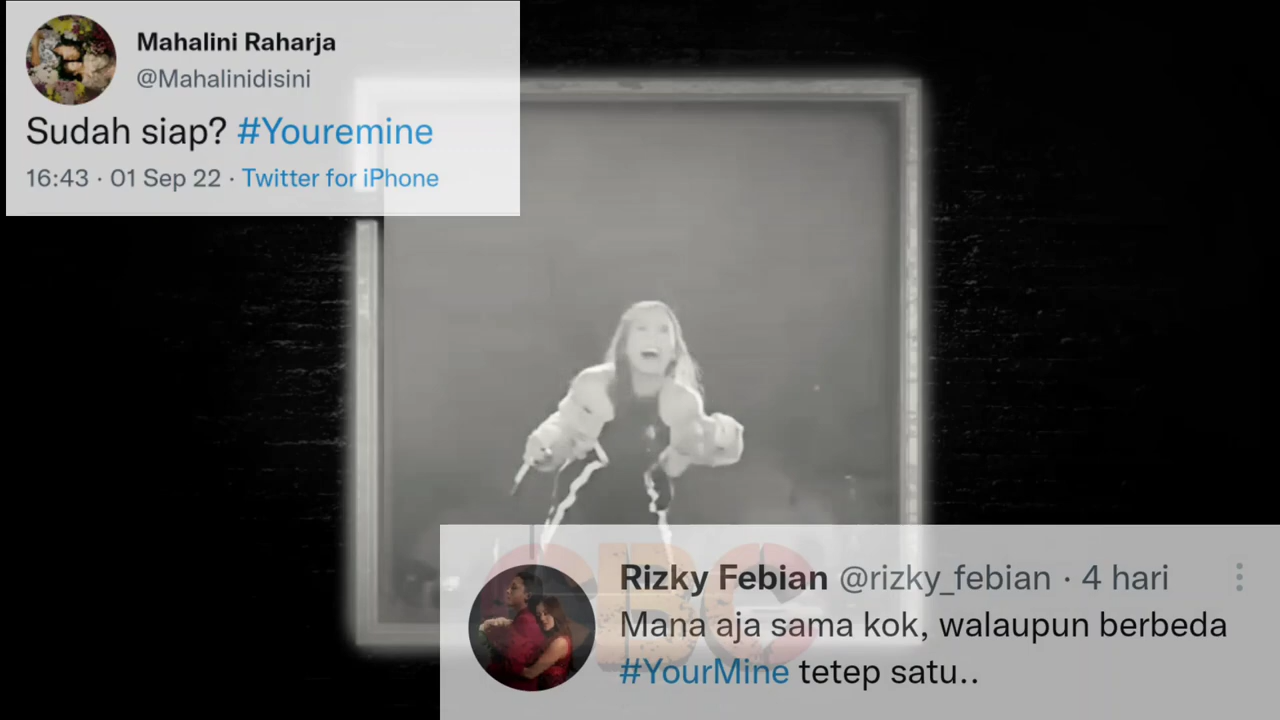 Mahalini Raharja
@Mahalinidisini
Sudah siap? #Youremine
16:43 · 01 Sep 22 · Twitter for iPhone
GBC
Rizky Febian @rizky_febian · 4 hari
Mana aja sama kok, walaupun berbeda
#YourMine tetep satu..